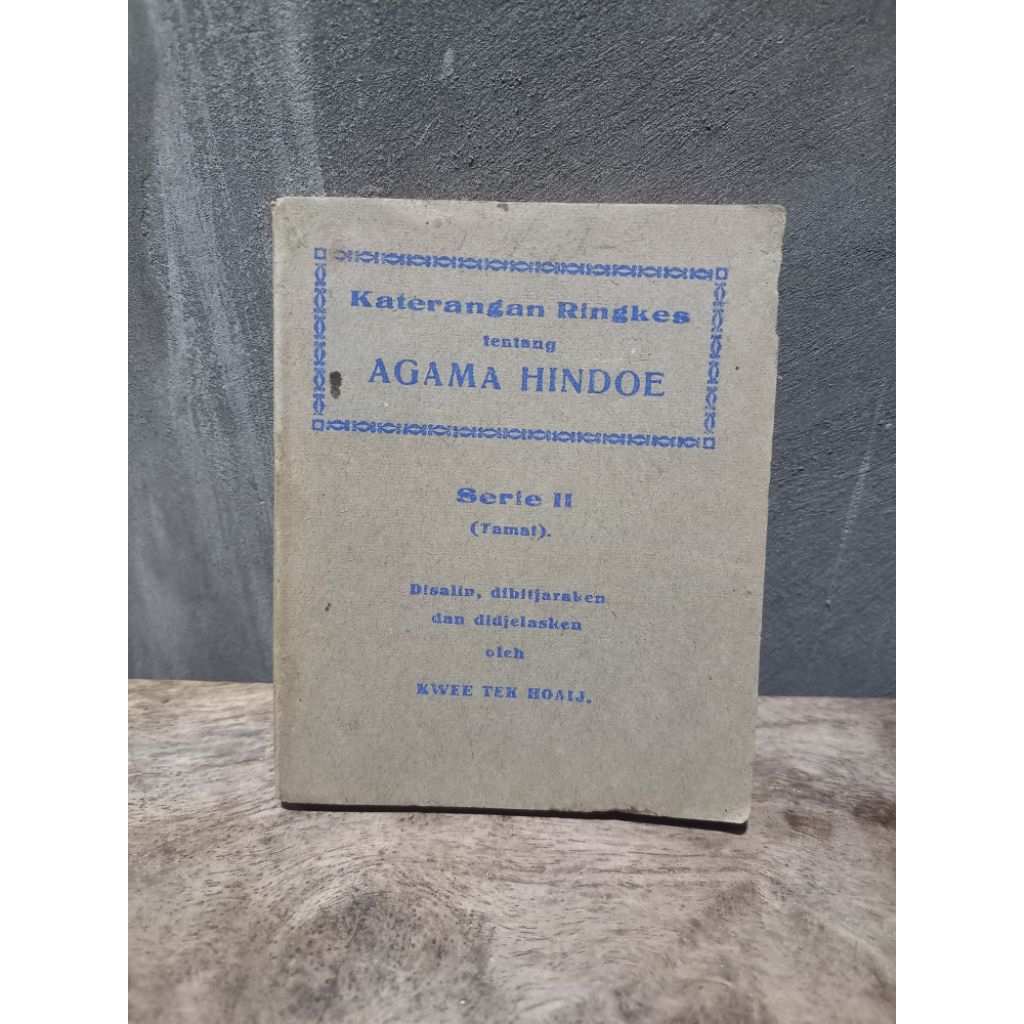 Katerangan Ringkes
tentang
AGAMA HINDOE
Serie II
(Tamat).
Disalin, dibitjaraken
dan didjelasken
oleh
KWEE TEK HOAIJ.